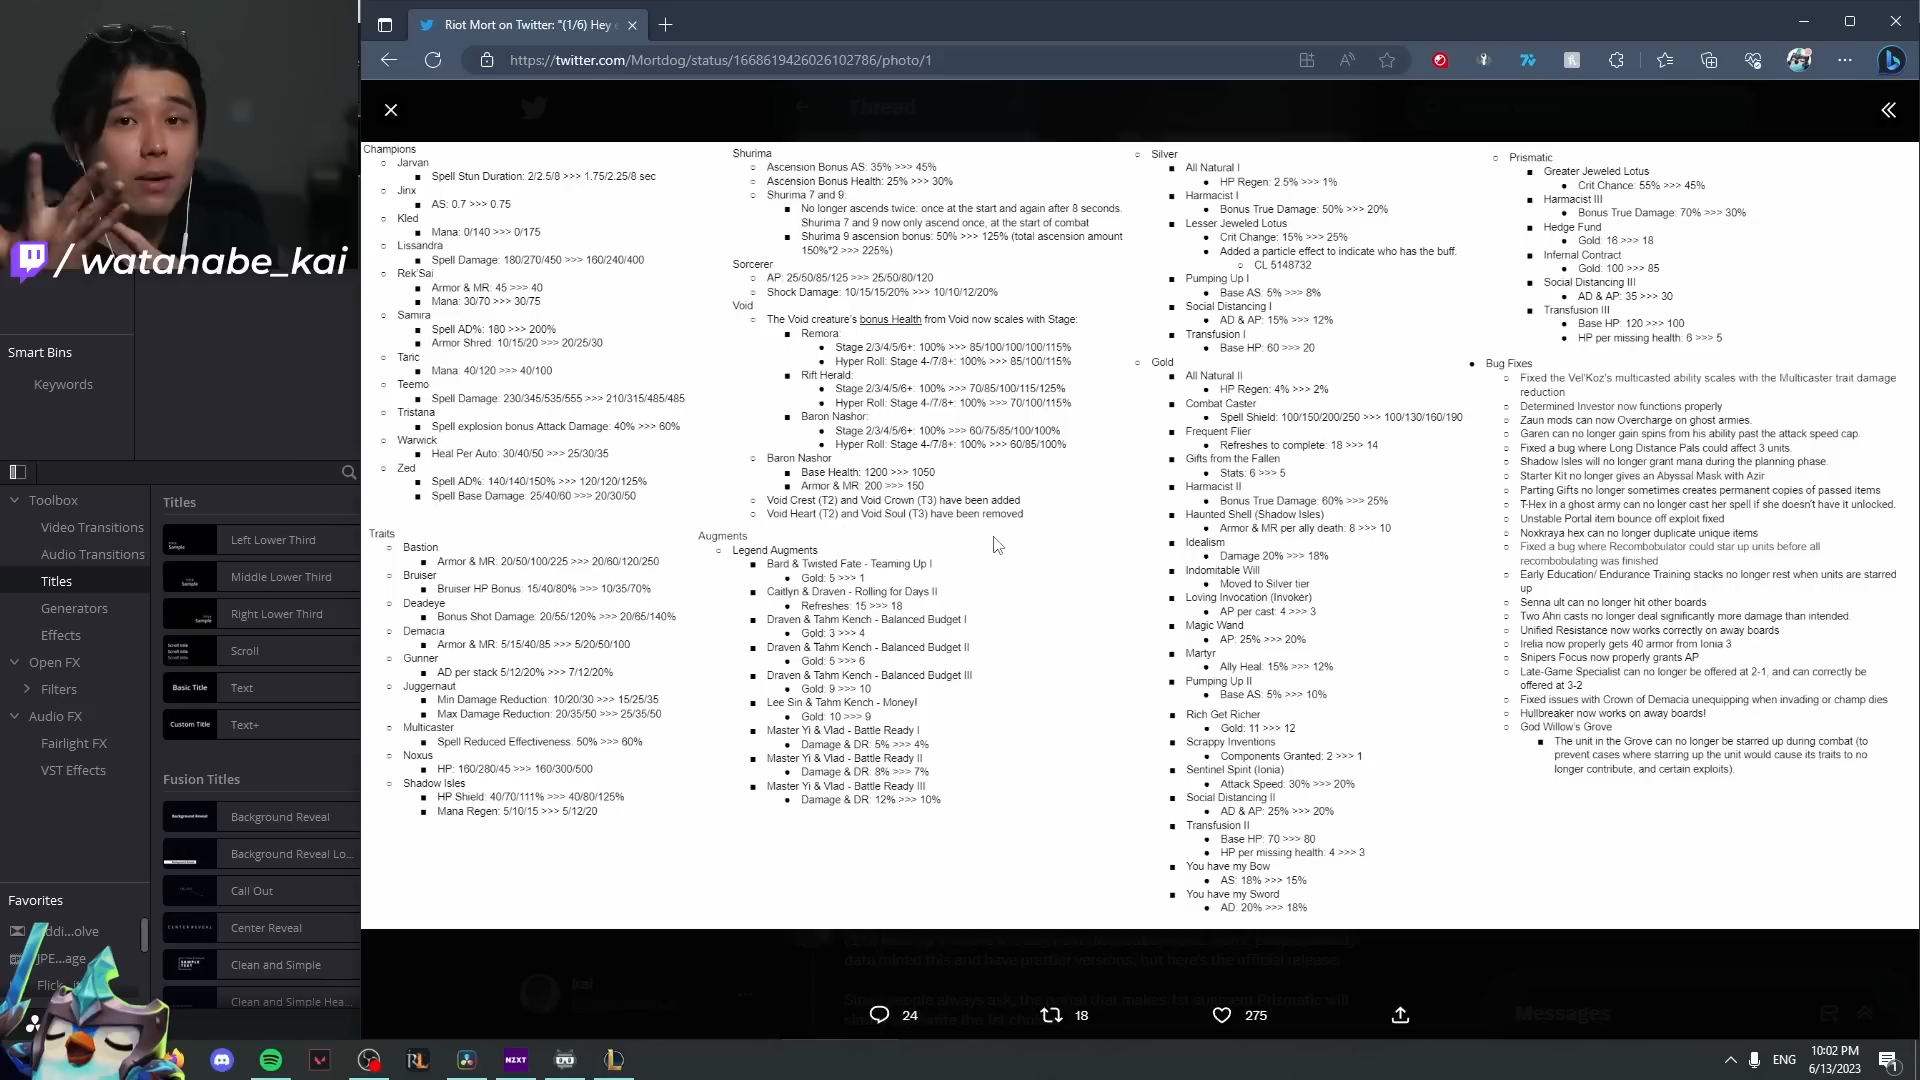 Riot Mort on Twitter: "(1/6) Hey
https://twitter.com/Mortdog/status/1668619426026102786/photo/1
Thread
/watahabe_kai
Smart Bins
Keywords
Toolbox
Video Transitions
Audio Transitions
Titles
Generators
Effects
Open FX
Filters
Audio FX
Fairlight FX
VST Effects
Favorites
ddi...olve
JPE...age
Titles
Left Lower Third
Middle Lower Third
Right Lower Third
Scroll
Basic Title
Text
Custom Title
Text+
Fusion Titles
Background Reveal
Background Reveal Lo...
Call Out
CENTER REVEAL
Center Reveal
Clean and Simple
Clean and Simple Hea...
Champions
Jarvan
Spell Stun Duration: 2/2.5/8 >>> 1.75/2.25/8 sec
Jinx
AS: 0.7 >>> 0.75
Kled
Mana: 0/140 >>> 0/175
Lissandra
Spell Damage: 180/270/450 >>> 160/240/400
Rek'Sai
Armor & MR: 45 >>> 40
Mana: 30/70 >>> 30/75
Samira
Spell AD%: 180 >>> 200%
Armor Shred: 10/15/20 >>> 20/25/30
Taric
Mana: 40/120 >>> 40/100
Teemo
Spell Damage: 230/345/535/555 >>> 210/315/485/485
Tristana
Spell explosion bonus Attack Damage: 40% >>> 60%
Warwick
Heal Per Auto: 30/40/50 >>> 25/30/35
Zed
Spell AD%: 140/140/150% >>> 120/120/125%
Spell Base Damage: 25/40/60 >>> 20/30/50
Traits
Bastion
Armor & MR: 20/50/100/225 >>> 20/60/120/250
Bruiser
Bruiser HP Bonus: 15/40/80% >>> 10/35/70%
Deadeye
Bonus Shot Damage: 20/55/120% >>> 20/65/140%
Demacia
Armor & MR: 5/15/40/85 >>> 5/20/50/100
Gunner
AD per stack 5/12/20% >>> 7/12/20%
Juggernaut
Min Damage Reduction: 10/20/30 >>> 15/25/35
Max Damage Reduction: 20/35/50 >>> 25/35/50
Multicaster
Spell Reduced Effectiveness: 50% >>> 60%
Noxus
HP: 160/280/45 >>> 160/300/500
Shadow Isles
HP Shield: 40/70/111% >>> 40/80/125%
Mana Regen: 5/10/15 >>> 5/12/20
Shurima
Ascension Bonus AS: 35% >>> 45%
Ascension Bonus Health: 25% >>> 30%
Shurima 7 and 9:
No longer ascends twice: once at the start and again after 8 seconds.
Shurima 7 and 9 now only ascend once, at the start of combat
Shurima 9 ascension bonus: 50% >>> 125% (total ascension amount
150%*2 >>> 225%)
Sorcerer
AP: 25/50/85/125 >>> 25/50/80/120
Shock Damage: 10/15/15/20% >>> 10/10/12/20%
Void
The Void creature's bonus Health from Void now scales with Stage:
Remora:
Stage 2/3/4/5/6+: 100% >>> 85/100/100/100/115%
Hyper Roll: Stage 4-/7/8+: 100% >>> 85/100/115%
Rift Herald:
Stage 2/3/4/5/6+: 100% >>> 70/85/100/115/125%
Hyper Roll: Stage 4-/7/8+: 100% >>> 70/100/115%
Baron Nashor:
Stage 2/3/4/5/6+: 100% >>> 60/75/85/100/100%
Hyper Roll: Stage 4-/7/8+: 100% >>> 60/85/100%
Baron Nashor
Base Health: 1200 >>> 1050
Armor & MR: 200 >>> 150
Void Crest (T2) and Void Crown (T3) have been added
Void Heart (T2) and Void Soul (T3) have been removed
Augments
Legend Augments
Bard & Twisted Fate - Teaming Up I
Gold: 5 >>> 1
Caitlyn & Draven - Rolling for Days II
Refreshes: 15 >>> 18
Draven & Tahm Kench - Balanced Budget I
Gold: 3 >>> 4
Draven & Tahm Kench - Balanced Budget II
Gold: 5 >>> 6
Draven & Tahm Kench - Balanced Budget III
Gold: 9 >>> 10
Lee Sin & Tahm Kench - Money!
Gold: 10 >>> 9
Master Yi & Vlad - Battle Ready I
Damage & DR: 5% >>> 4%
Master Yi & Vlad - Battle Ready II
Damage & DR: 8% >>> 7%
Master Yi & Vlad - Battle Ready III
Damage & DR: 12% >>> 10%
Silver
All Natural I
HP Regen: 2.5% >>> 1%
Harmacist I
Bonus True Damage: 50% >>> 20%
Lesser Jeweled Lotus
Crit Change: 15% >>> 25%
Added a particle effect to indicate who has the buff.
CL 5148732
Pumping Up I
Base AS: 5% >>> 8%
Social Distancing I
AD & AP: 15% >>> 12%
Transfusion I
Base HP: 60 >>> 20
Gold
All Natural II
HP Regen: 4% >>> 2%
Combat Caster
Spell Shield: 100/150/200/250 >>> 100/130/160/190
Frequent Flier
Refreshes to complete: 18 >>> 14
Gifts from the Fallen
Stats: 6 >>> 5
Harmacist II
Bonus True Damage: 60% >>> 25%
Haunted Shell (Shadow Isles)
Armor & MR per ally death: 8 >>> 10
Idealism
Damage 20% >>> 18%
Indomitable Will
Moved to Silver tier
Loving Invocation (Invoker)
AP per cast: 4 >>> 3
Magic Wand
AP: 25% >>> 20%
Martyr
Ally Heal: 15% >>> 12%
Pumping Up II
Base AS: 5% >>> 10%
Rich Get Richer
Gold: 11 >>> 12
Scrappy Inventions
Components Granted: 2 >>> 1
Sentinel Spirit (Ionia)
Attack Speed: 30% >>> 20%
Social Distancing II
AD & AP: 25% >>> 20%
Transfusion II
Base HP: 70 >>> 80
HP per missing health: 4 >>> 3
You have my Bow
AS: 18% >>> 15%
You have my Sword
AD: 20% >>> 18%
Prismatic
Greater Jeweled Lotus
Crit Chance: 55% >>> 45%
Harmacist III
Bonus True Damage: 70% >>> 30%
Hedge Fund
Gold: 16 >>> 18
Infernal Contract
Gold: 100 >>> 85
Social Distancing III
AD & AP: 35 >>> 30
Transfusion III
Base HP: 120 >>> 100
HP per missing health: 6 >>> 5
Bug Fixes
Fixed the Vel'Koz's multicasted ability scales with the Multicaster trait damage
reduction
Determined Investor now functions properly
Zaun mods can now Overcharge on ghost armies.
Garen can no longer gain spins from his ability past the attack speed cap.
Fixed a bug where Long Distance Pals could affect 3 units.
Shadow Isles will no longer grant mana during the planning phase.
Starter Kit no longer gives an Abyssal Mask with Azir
Parting Gifts no longer sometimes creates permanent copies of passed items
T-Hex in a ghost army can no longer cast her spell if she doesn't have it unlocked.
Unstable Portal item bounce off exploit fixed
Noxkraya hex can no longer duplicate unique items
Fixed a bug where Recombobulator could star up units before all
recombobulating was finished
Early Education/ Endurance Training stacks no longer rest when units are starred
up
Senna ult can no longer hit other boards
Two Ahri casts no longer deal significantly more damage than intended.
Unified Resistance now works correctly on away boards
Irelia now properly gets 40 armor from Ionia 3
Snipers Focus now properly grants AP
Late-Game Specialist can no longer be offered at 2-1, and can correctly be
offered at 3-2
Fixed issues with Crown of Demacia unequipping when invading or champ dies
Hullbreaker now works on away boards!
God Willow's Grove
The unit in the Grove can no longer be starred up during combat (to
prevent cases where starring up the unit would cause its traits to no
longer contribute, and certain exploits).
data mined this and have prettier versions, but here's the official release.
kai
Messages
24
18
275
NZXT
ENG
10:02 PM
6/13/2023
1